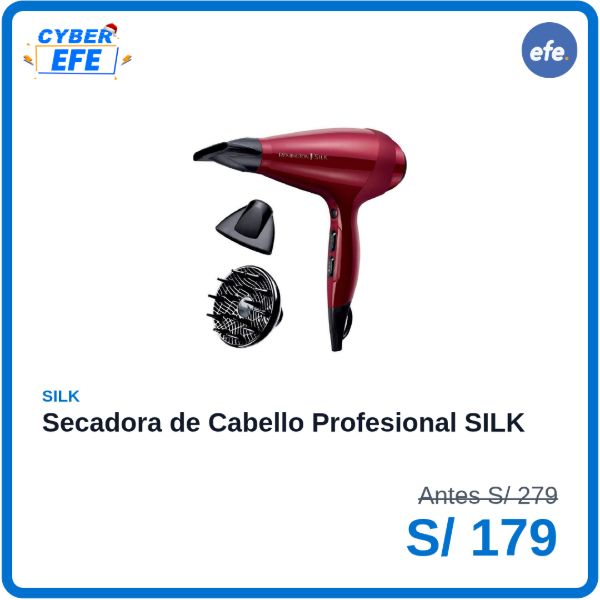 CYBER
EFE
efe.
REMINGTON SILK
SILK
Secadora de Cabello Profesional SILK
Antes S/ 279
S/ 179